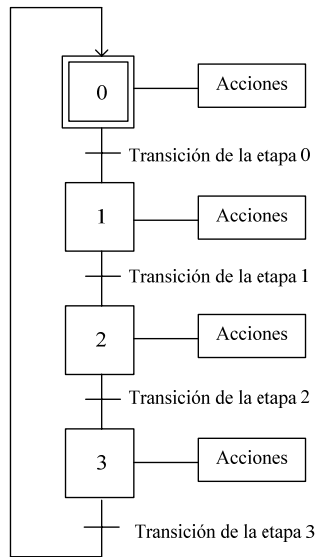 0
Acciones
Transición de la etapa 0
1
Acciones
Transición de la etapa 1
2
Acciones
Transición de la etapa 2
3
Acciones
Transición de la etapa 3